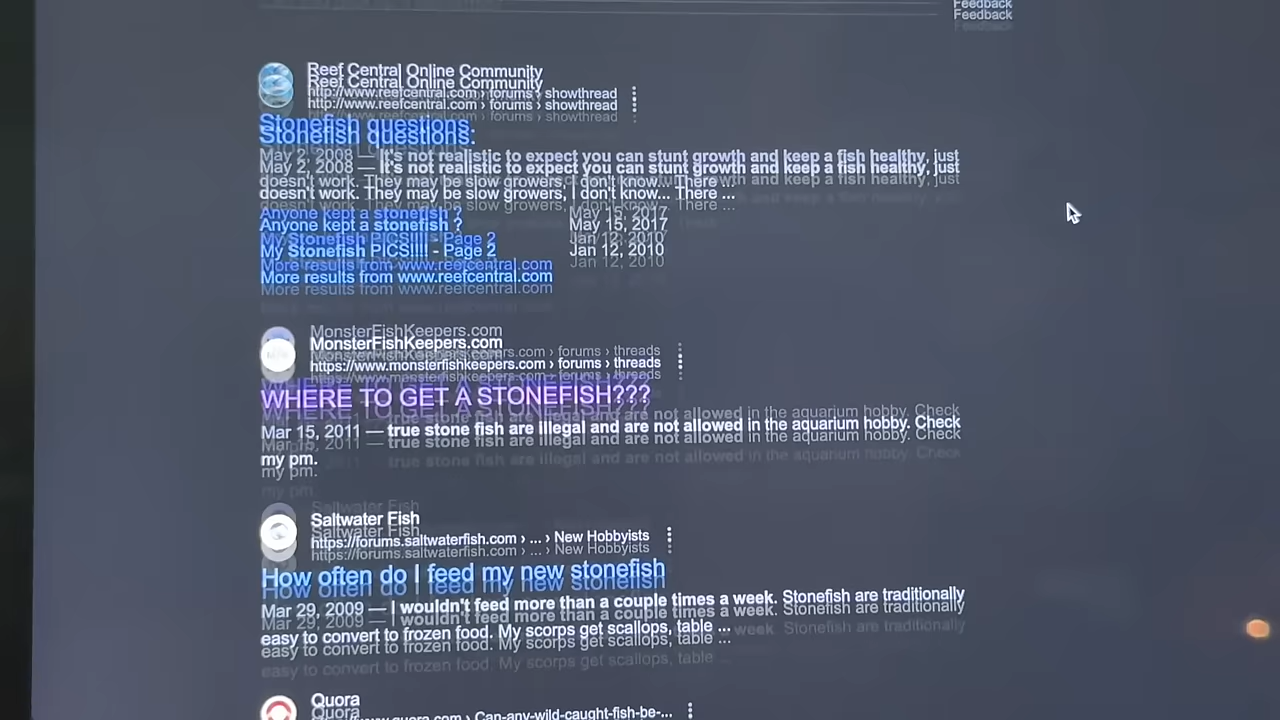 Feedback
Reef Central Online Community
http://www.reefcentral.com › forums › showthread
Stonefish questions:
May 2, 2008 — It's not realistic to expect you can stunt growth and keep a fish healthy, just
doesn't work. They may be slow growers, I don't know... There ...
Anyone kept a stonefish ? May 15, 2017
My Stonefish PICS!!!! - Page 2 Jan 12, 2010
More results from www.reefcentral.com
MonsterFishKeepers.com
https://www.monsterfishkeepers.com › forums › threads
WHERE TO GET A STONEFISH???
Mar 15, 2011 — true stone fish are illegal and are not allowed in the aquarium hobby. Check
my pm.
Saltwater Fish
https://forums.saltwaterfish.com › ... › New Hobbyists
How often do I feed my new stonefish
Mar 29, 2009 — I wouldn't feed more than a couple times a week. Stonefish are traditionally
easy to convert to frozen food. My scorps get scallops, table ...
Quora
› Can-any-wild-caught-fish-be-...